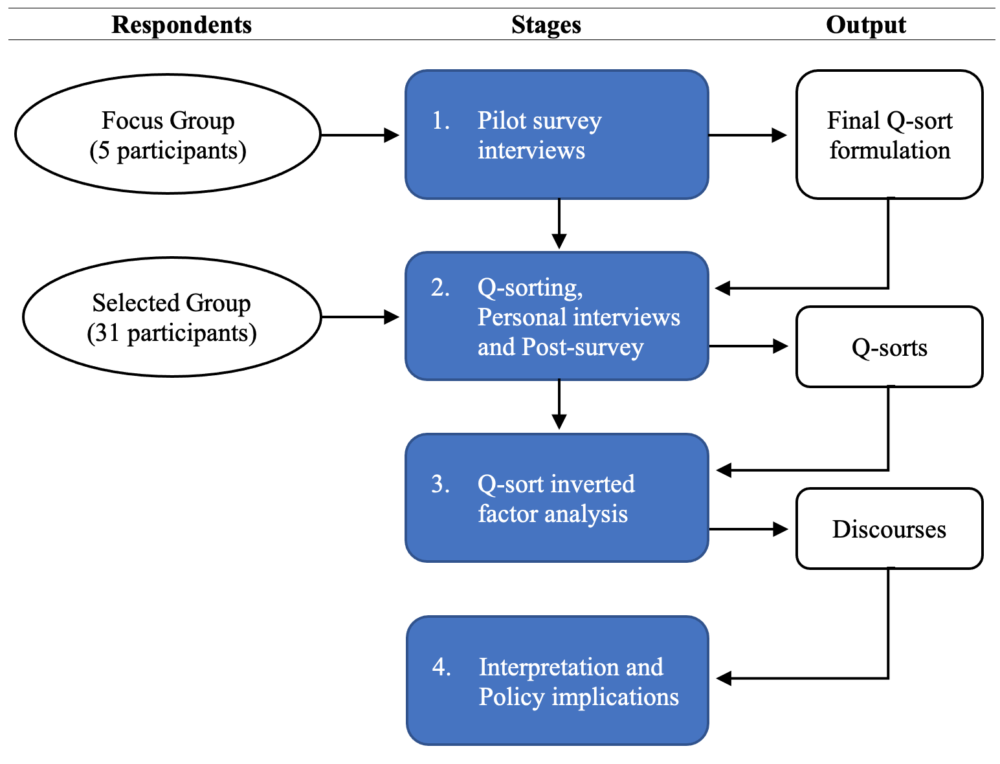 Respondents
Stages
Output
Focus Group
(5 participants)
1. Pilot survey
interviews
Final Q-sort
formulation
Selected Group
(31 participants)
2. Q-sorting,
Personal interviews
and Post-survey
Q-sorts
3. Q-sort inverted
factor analysis
Discourses
4. Interpretation and
Policy implications